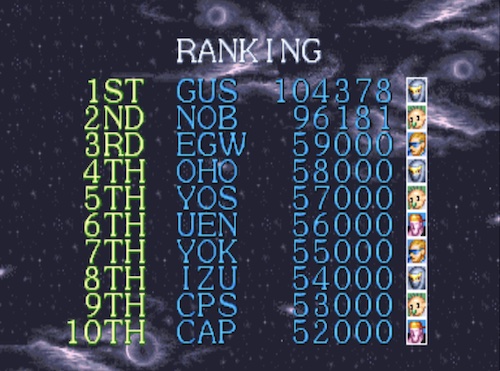 RANKING
1ST GUS 104378
2ND NOB 96181
3RD EGW 59000
4TH OHO 58000
5TH YOS 57000
6TH UEN 56000
7TH YOK 55000
8TH IZU 54000
9TH CPS 53000
10TH CAP 52000